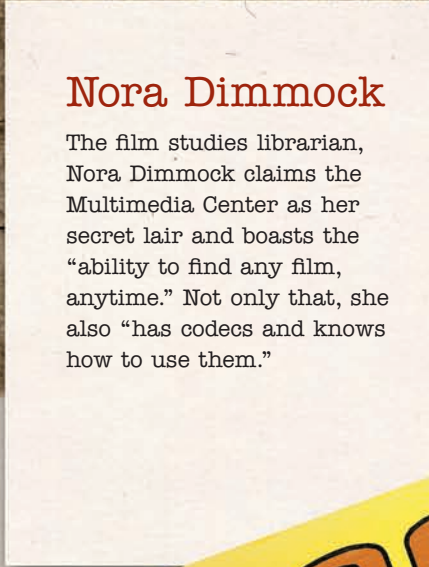 Nora Dimmock
The film studies librarian,
Nora Dimmock claims the
Multimedia Center as her
secret lair and boasts the
“ability to find any film,
anytime.” Not only that, she
also “has codecs and knows
how to use them.”